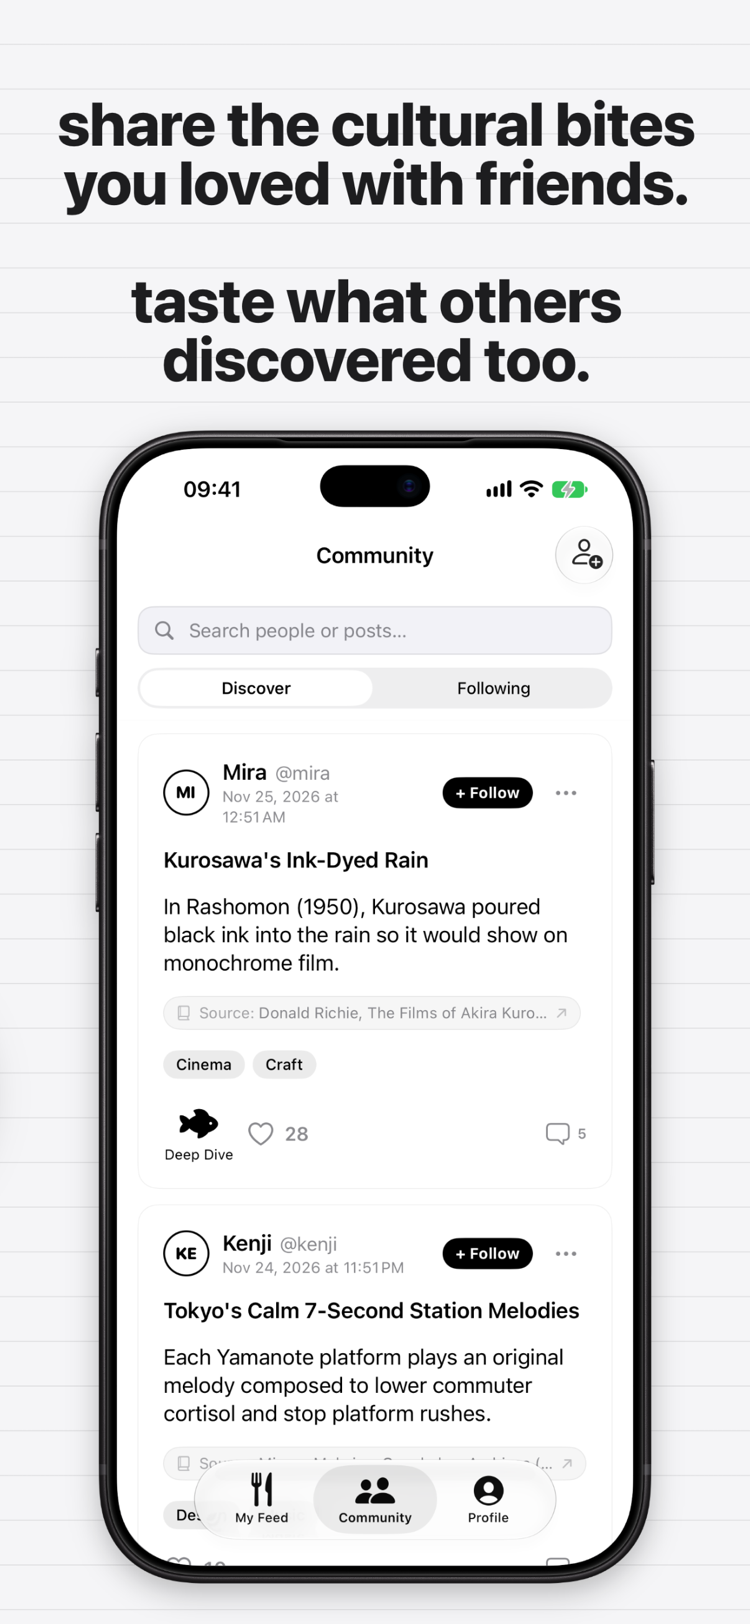 share the cultural bites
you loved with friends.
taste what others
discovered too.
09:41
Community
Search people or posts...
Discover
Following
MI
Mira @mira
Nov 25, 2026 at
12:51 AM
+ Follow
Kurosawa's Ink-Dyed Rain
In Rashomon (1950), Kurosawa poured
black ink into the rain so it would show on
monochrome film.
Source: Donald Richie, The Films of Akira Kuro...
Cinema
Craft
Deep Dive
28
5
KE
Kenji @kenji
Nov 24, 2026 at 11:51 PM
+ Follow
Tokyo's Calm 7-Second Station Melodies
Each Yamanote platform plays an original
melody composed to lower commuter
cortisol and stop platform rushes.
My Feed
Community
Profile